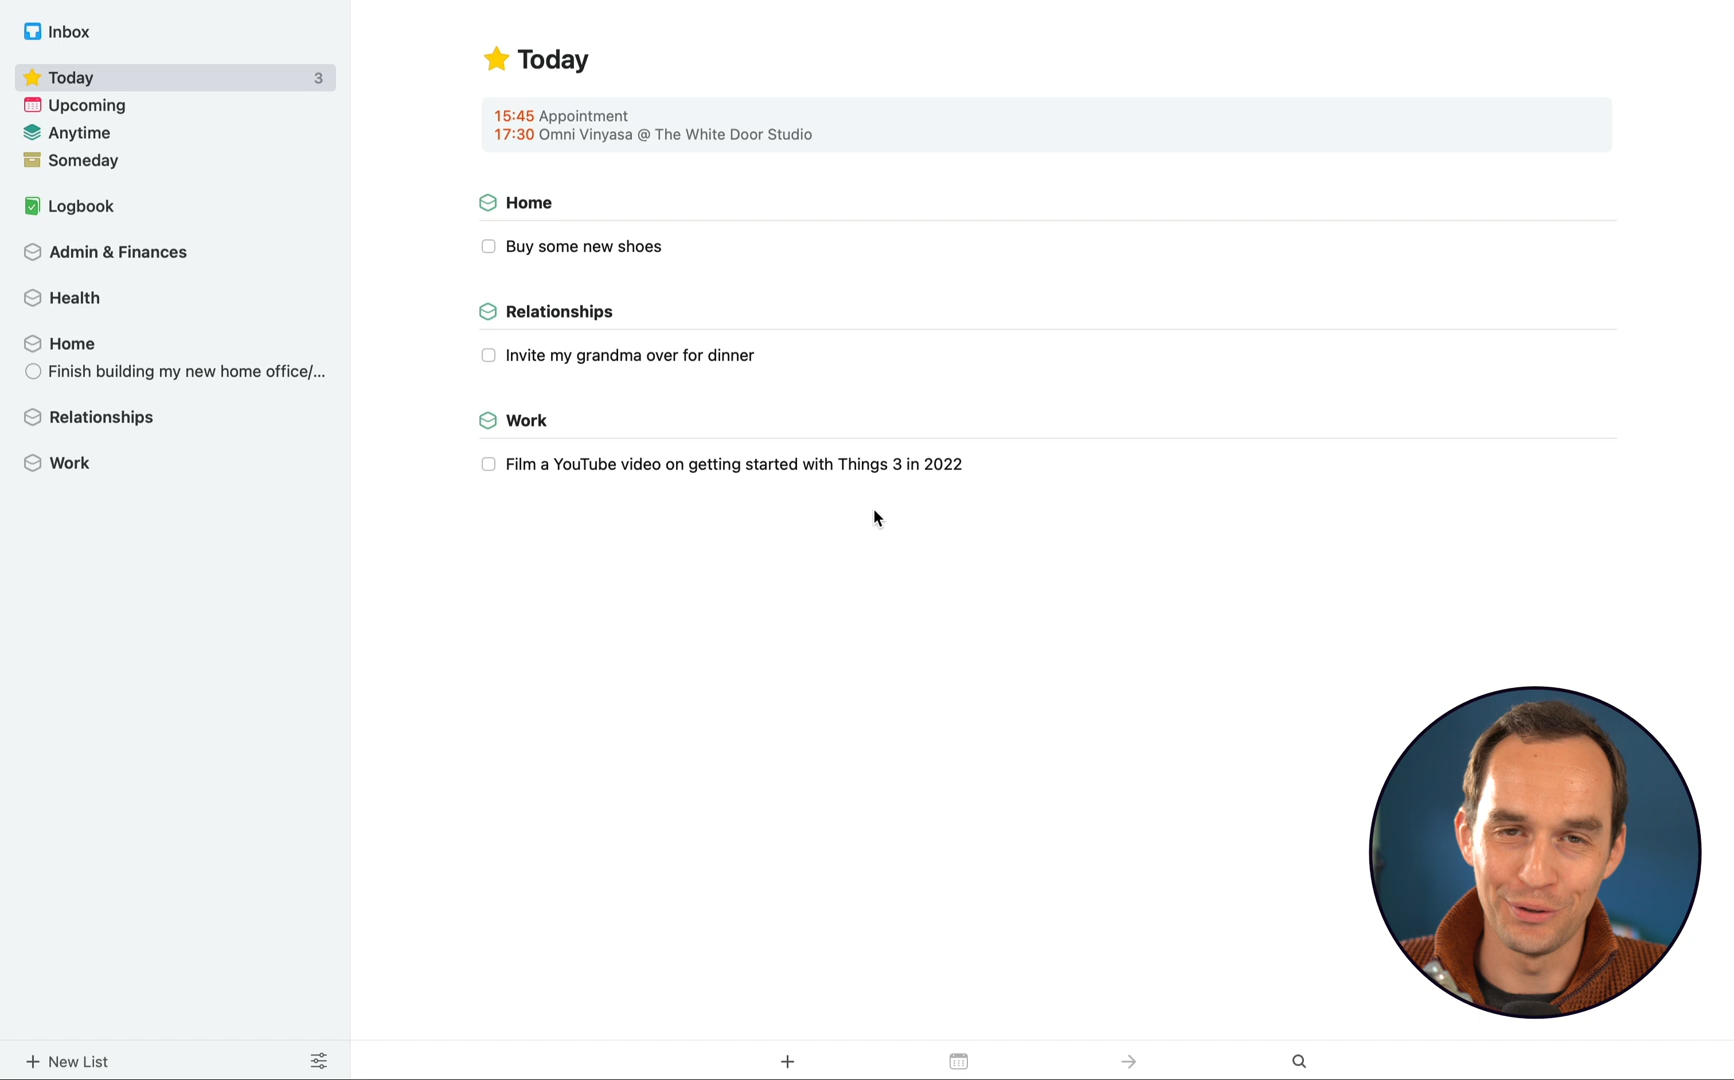 Inbox
Today 3
Upcoming
Anytime
Someday
Logbook
Admin & Finances
Health
Home
Finish building my new home office/...
Relationships
Work
New List
Today
15:45 Appointment
17:30 Omni Vinyasa @ The White Door Studio
Home
Buy some new shoes
Relationships
Invite my grandma over for dinner
Work
Film a YouTube video on getting started with Things 3 in 2022